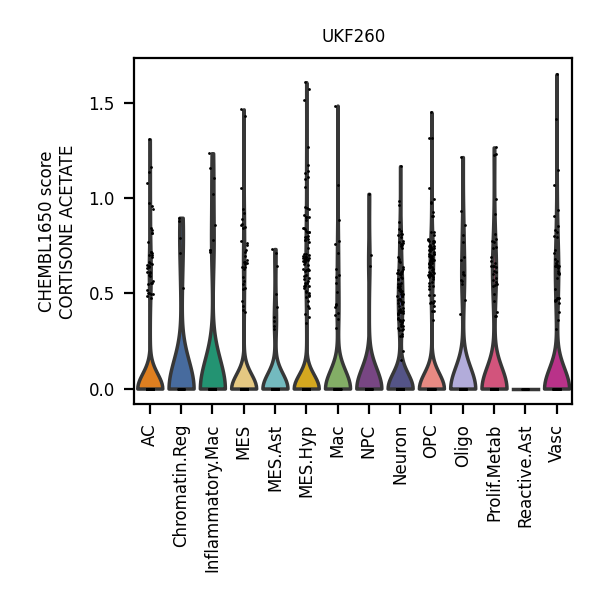 UKF260
CHEMBL1650 score
CORTISONE ACETATE
1.5
1.0
0.5
0.0
AC
Chromatin.Reg
Inflammatory.Mac
MES
MES.Ast
MES.Hyp
Mac
NPC
Neuron
OPC
Oligo
Prolif.Metab
Reactive.Ast
Vasc